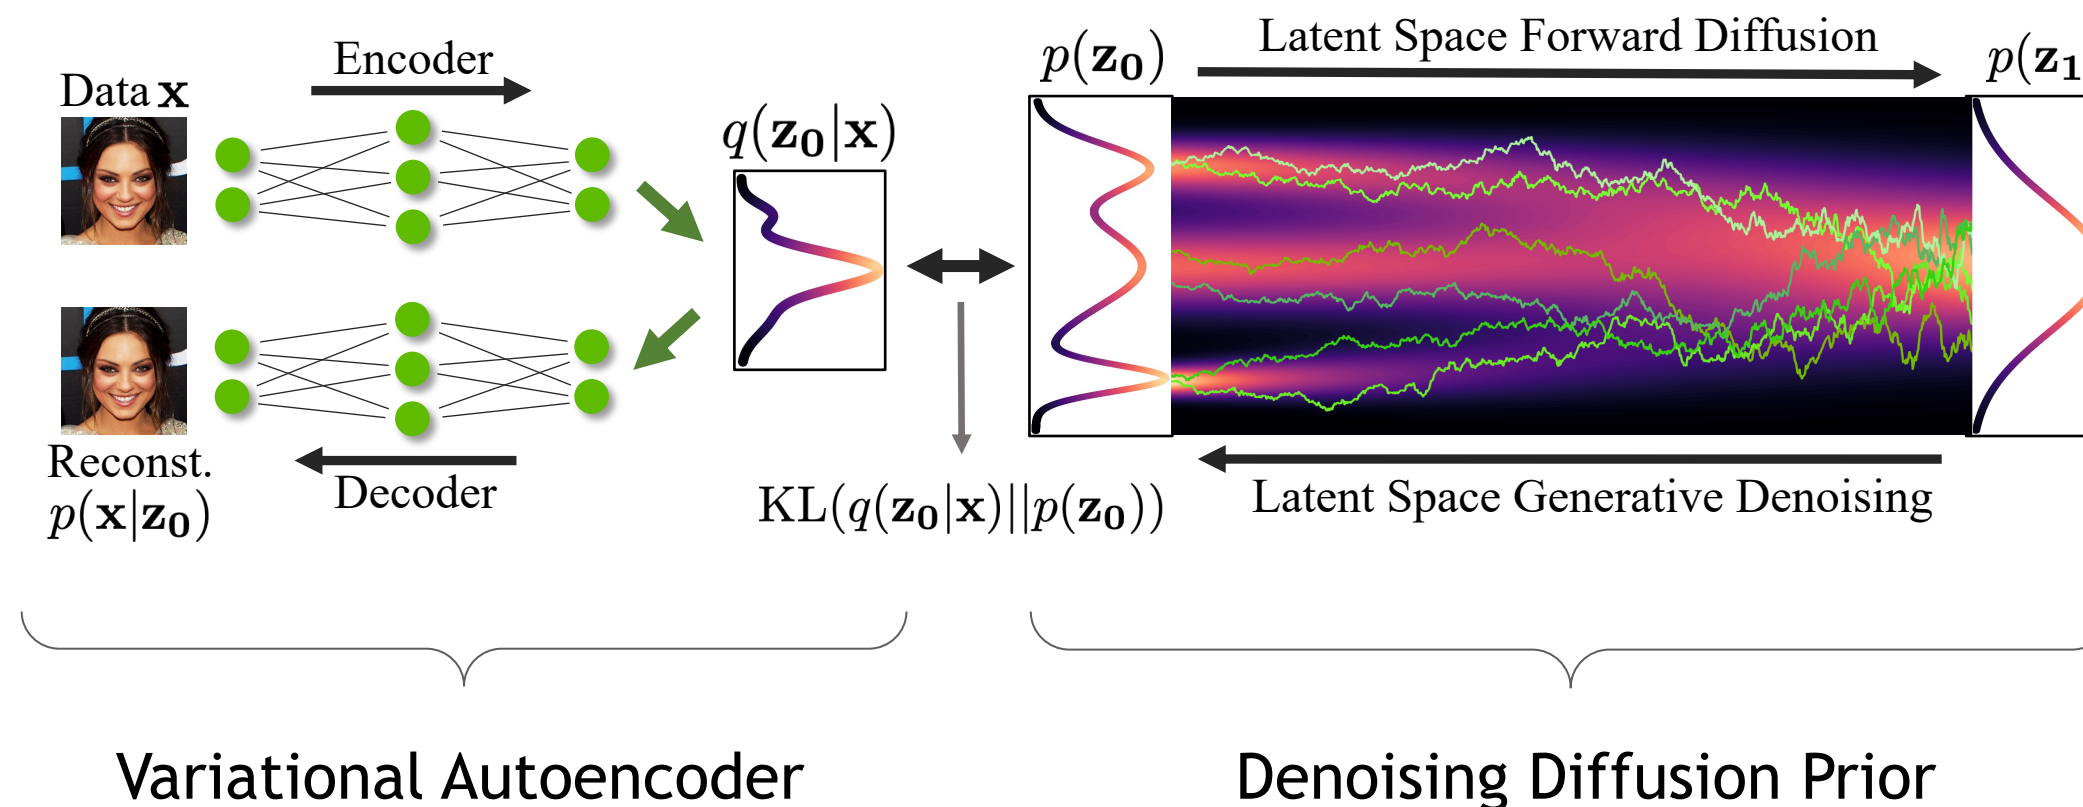 Data x
Encoder
q(z₀|x)
p(z₀)
Latent Space Forward Diffusion
p(z₁
Reconst.
p(x|z₀)
Decoder
KL(q(z₀|x)||p(z₀))
Latent Space Generative Denoising
Variational Autoencoder
Denoising Diffusion Prior